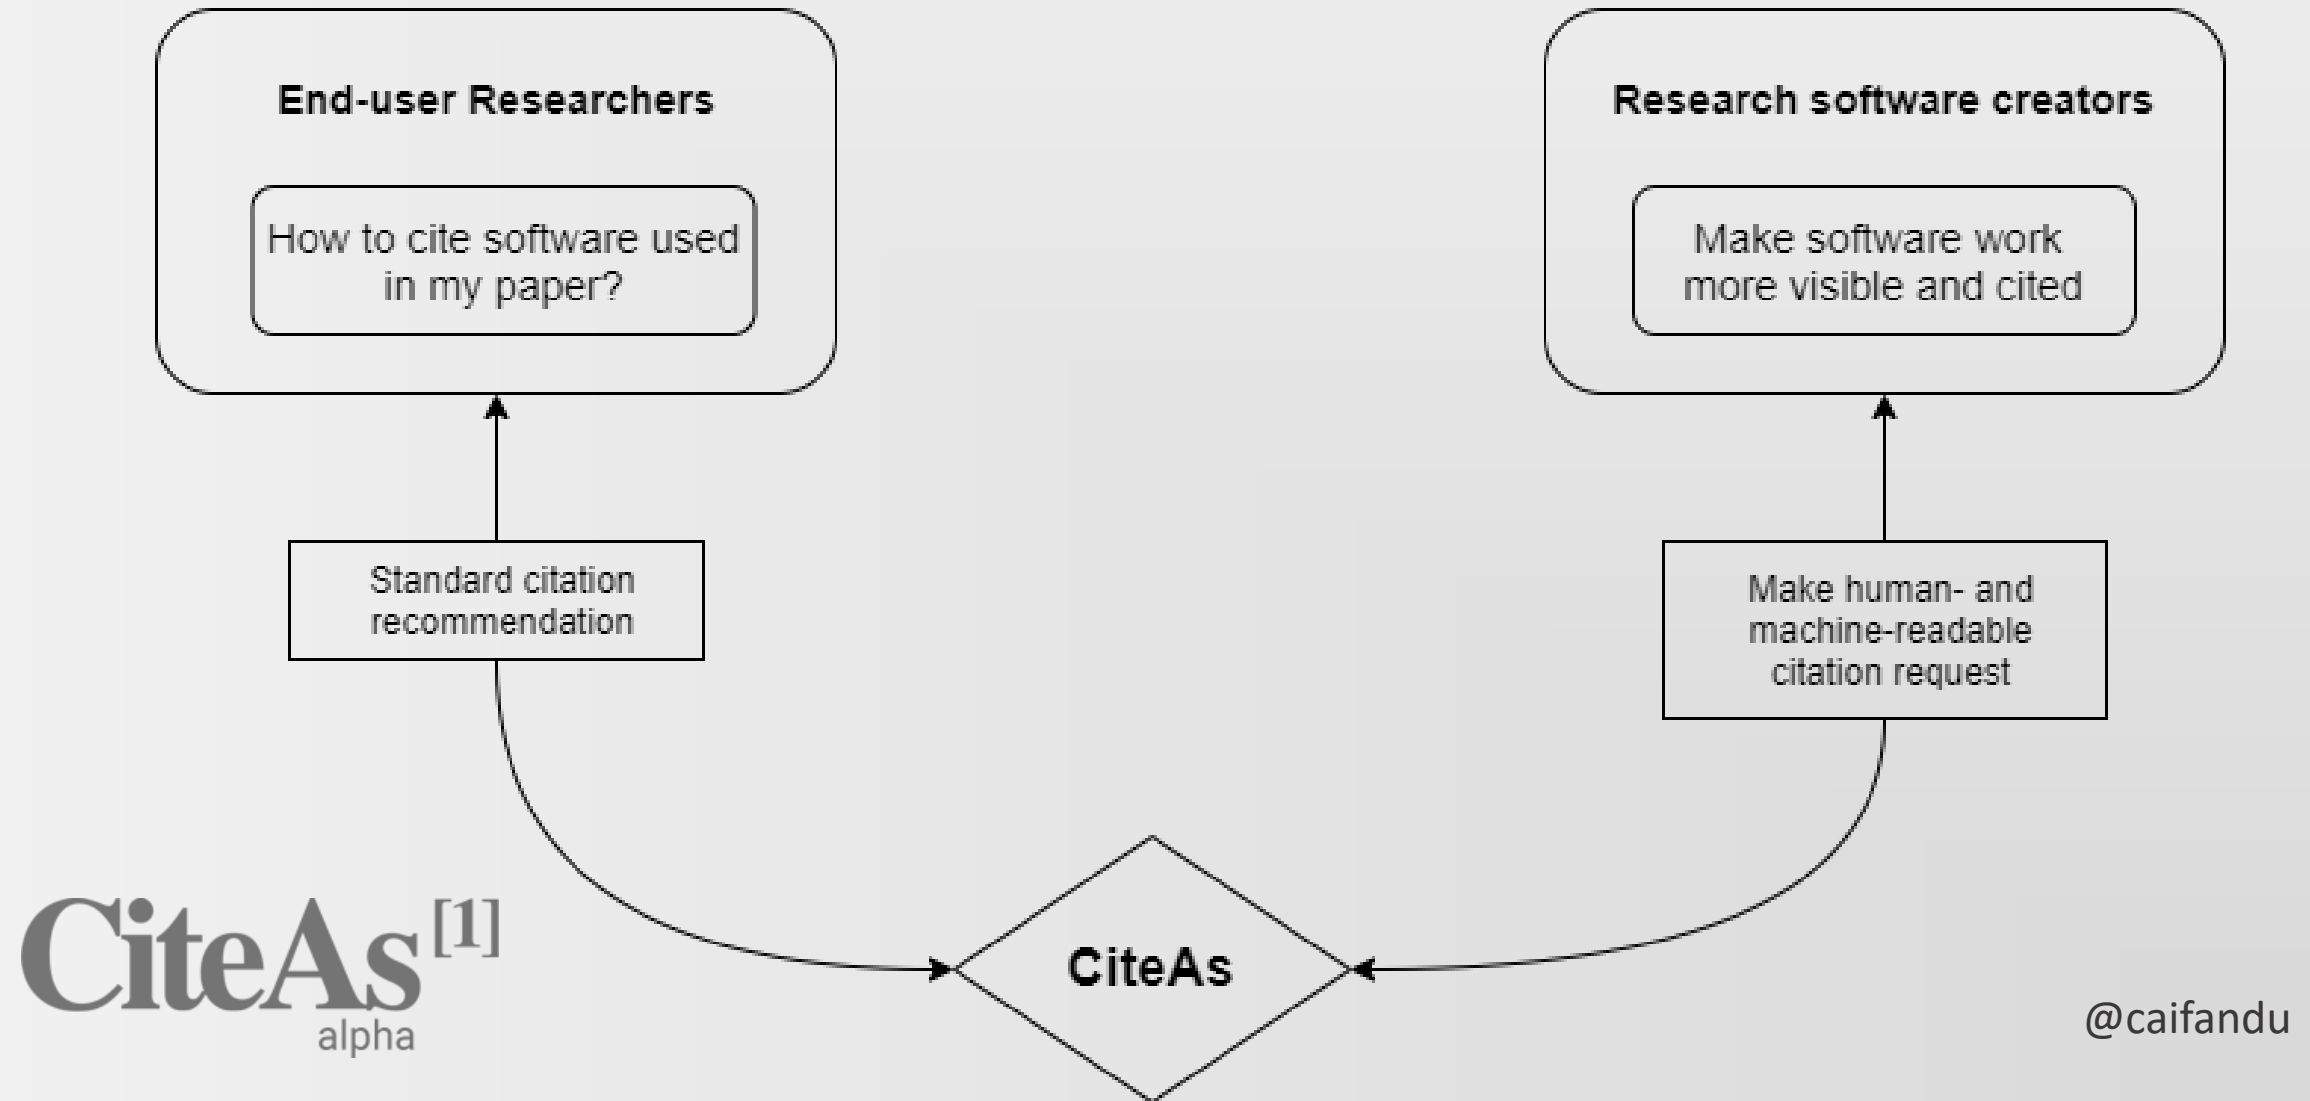 End-user Researchers
How to cite software used
in my paper?
Research software creators
Make software work
more visible and cited
Standard citation
recommendation
Make human- and
machine-readable
citation request
CiteAs
CiteAs[1]
alpha
@caifandu